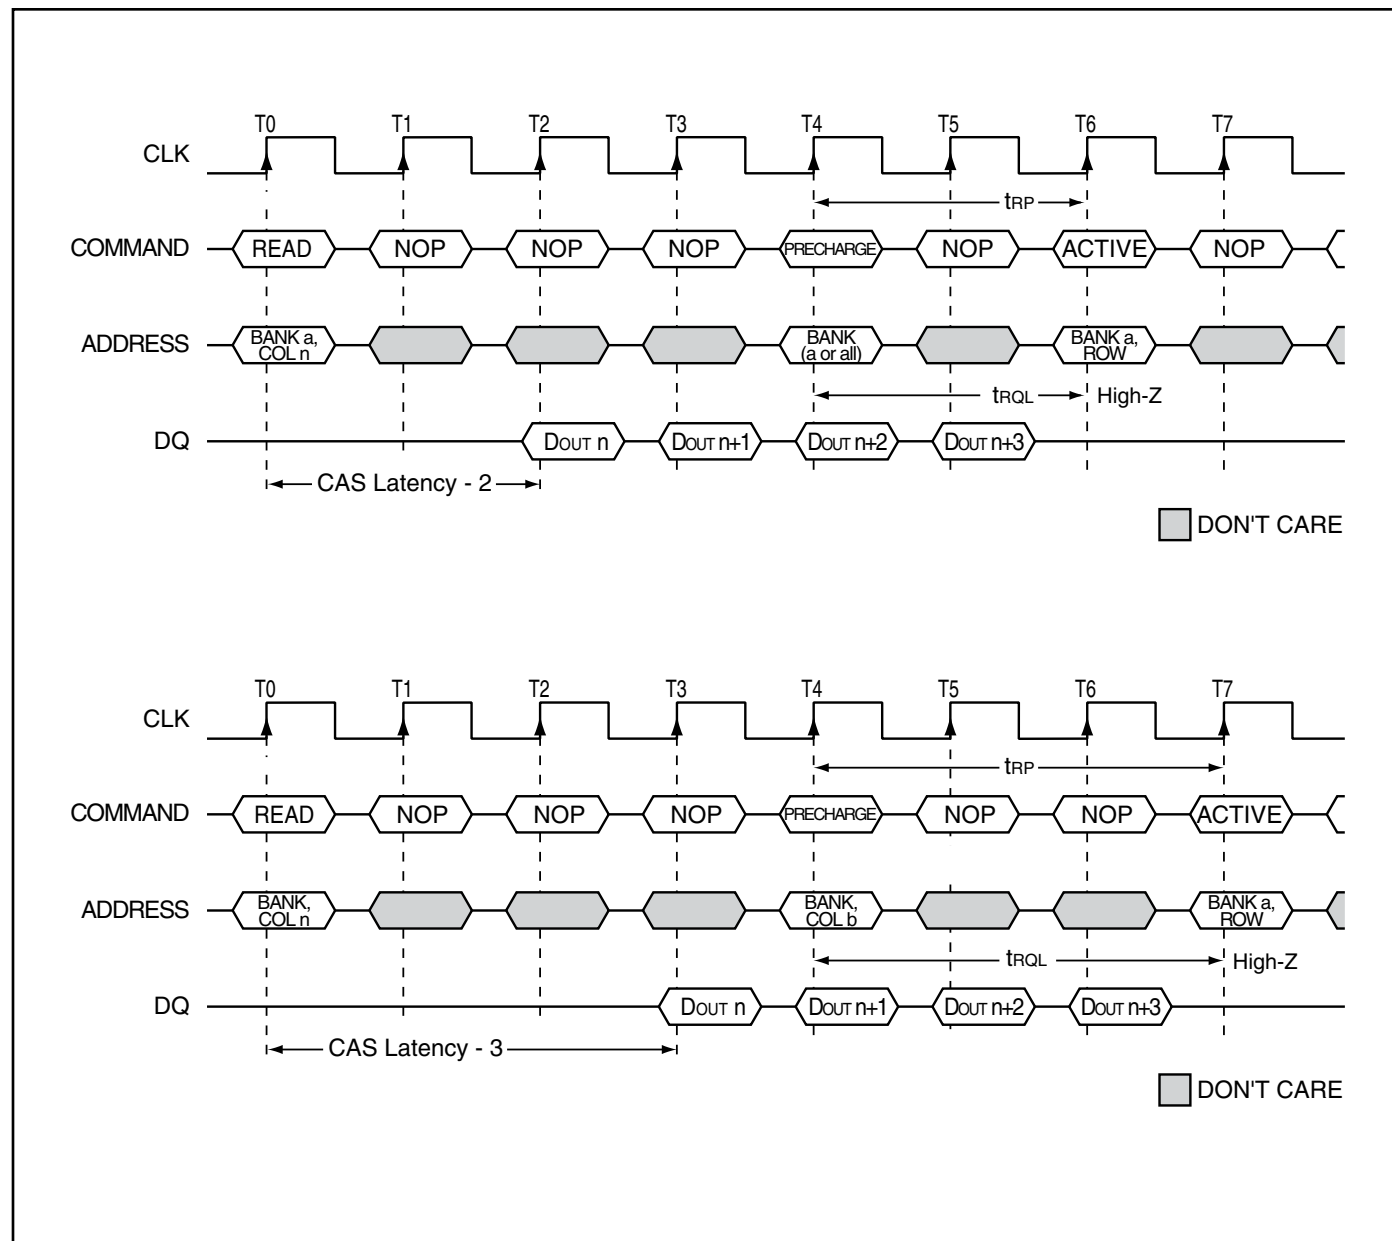 T0 T1 T2 T3 T4 T5 T6 T7
CLK
tRP
COMMAND READ NOP NOP NOP PRECHARGE NOP ACTIVE NOP
ADDRESS BANK a, COL n BANK (a or all) BANK a, ROW
tRQL High-Z
DQ DOUT n DOUT n+1 DOUT n+2 DOUT n+3
CAS Latency - 2
DON'T CARE
T0 T1 T2 T3 T4 T5 T6 T7
CLK
tRP
COMMAND READ NOP NOP NOP PRECHARGE NOP NOP ACTIVE
ADDRESS BANK, COL n BANK, COL b BANK a, ROW
tRQL High-Z
DQ DOUT n DOUT n+1 DOUT n+2 DOUT n+3
CAS Latency - 3
DON'T CARE